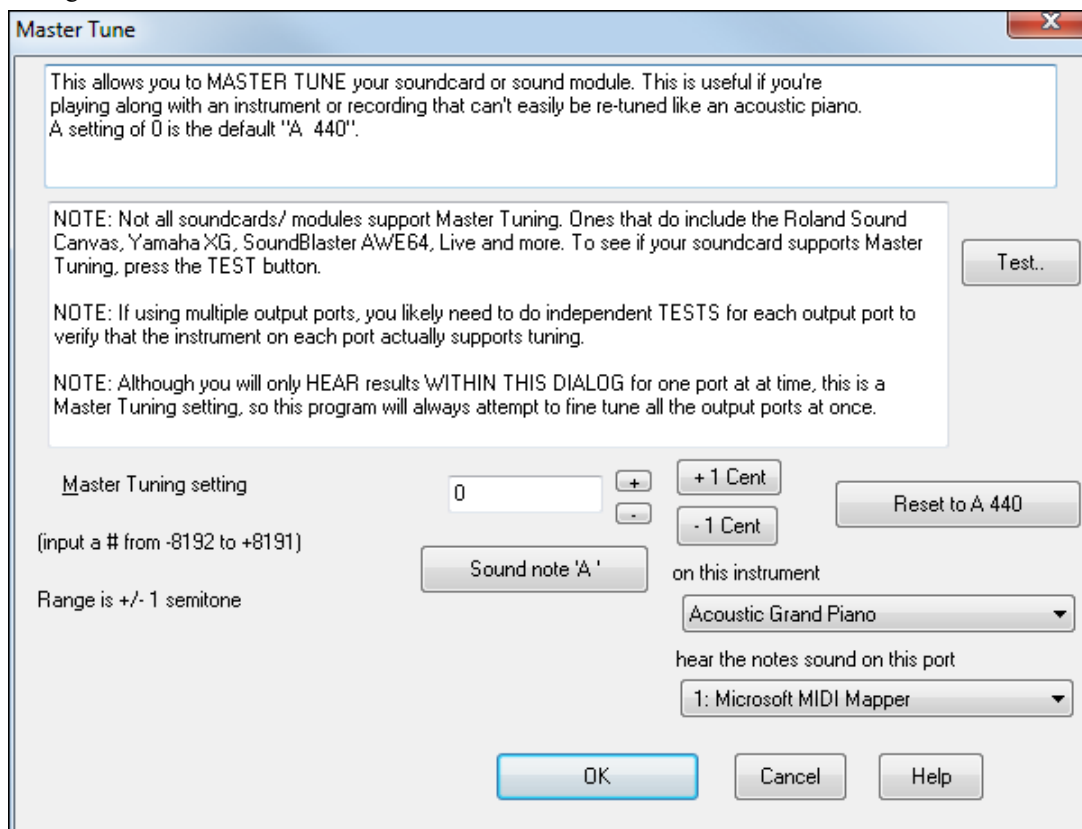 Master Tune
This allows you to MASTER TUNE your soundcard or sound module. This is useful if you're
playing along with an instrument or recording that can't easily be re-tuned like an acoustic piano.
A setting of 0 is the default "A 440".
NOTE: Not all soundcards/ modules support Master Tuning. Ones that do include the Roland Sound
Canvas, Yamaha XG, SoundBlaster AWE64, Live and more. To see if your soundcard supports Master
Tuning, press the TEST button.
Test..
NOTE: If using multiple output ports, you likely need to do independent TESTS for each output port to
verify that the instrument on each port actually supports tuning.
NOTE: Although you will only HEAR results WITHIN THIS DIALOG for one port at at time, this is a
Master Tuning setting, so this program will always attempt to fine tune all the output ports at once.
Master Tuning setting
0
+
-
+ 1 Cent
- 1 Cent
Reset to A 440
(input a # from -8192 to +8191)
Sound note 'A '
on this instrument
Range is +/- 1 semitone
Acoustic Grand Piano
hear the notes sound on this port
1: Microsoft MIDI Mapper
OK
Cancel
Help